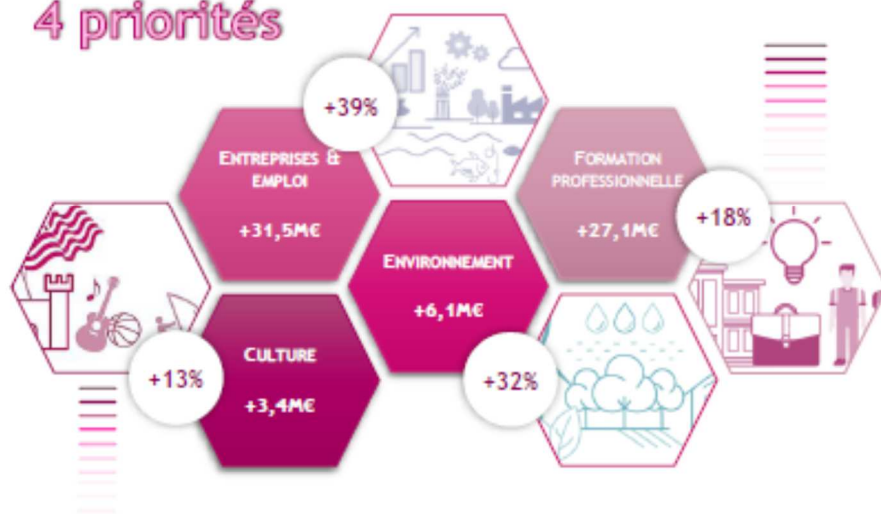 4 priorités
+39%
ENTREPRISES &
EMPLOI
+31,5M€
FORMATION
PROFESSIONNELLE
+27,1M€
+18%
ENVIRONNEMENT
+6,1M€
+32%
CULTURE
+3,4M€
+13%